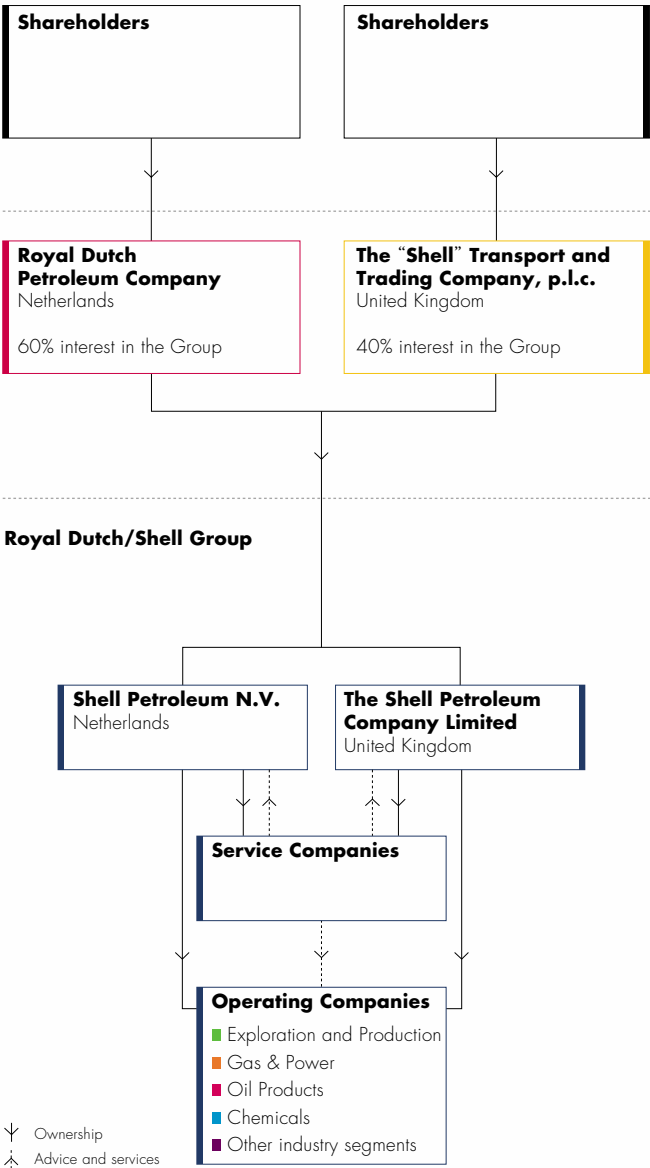 Shareholders
Shareholders
Royal Dutch
Petroleum Company
Netherlands
60% interest in the Group
The “Shell” Transport and
Trading Company, p.l.c.
United Kingdom
40% interest in the Group
Royal Dutch/Shell Group
Shell Petroleum N.V.
Netherlands
The Shell Petroleum
Company Limited
United Kingdom
Service Companies
Operating Companies
Exploration and Production
Gas & Power
Oil Products
Chemicals
Other industry segments
Ownership
Advice and services